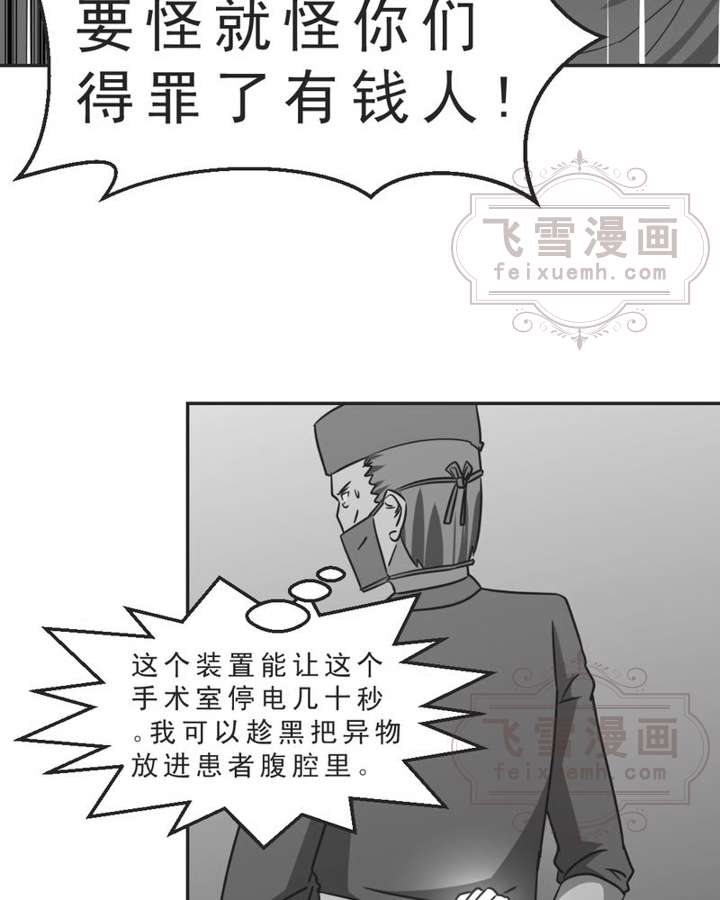 要怪就怪你们
得罪了有钱人!
飞雪漫画
feixuemh.com
这个装置能让这个
手术室停电几十秒
。我可以趁黑把异物
放进患者腹腔里。
飞雪漫画
feixuemh.com